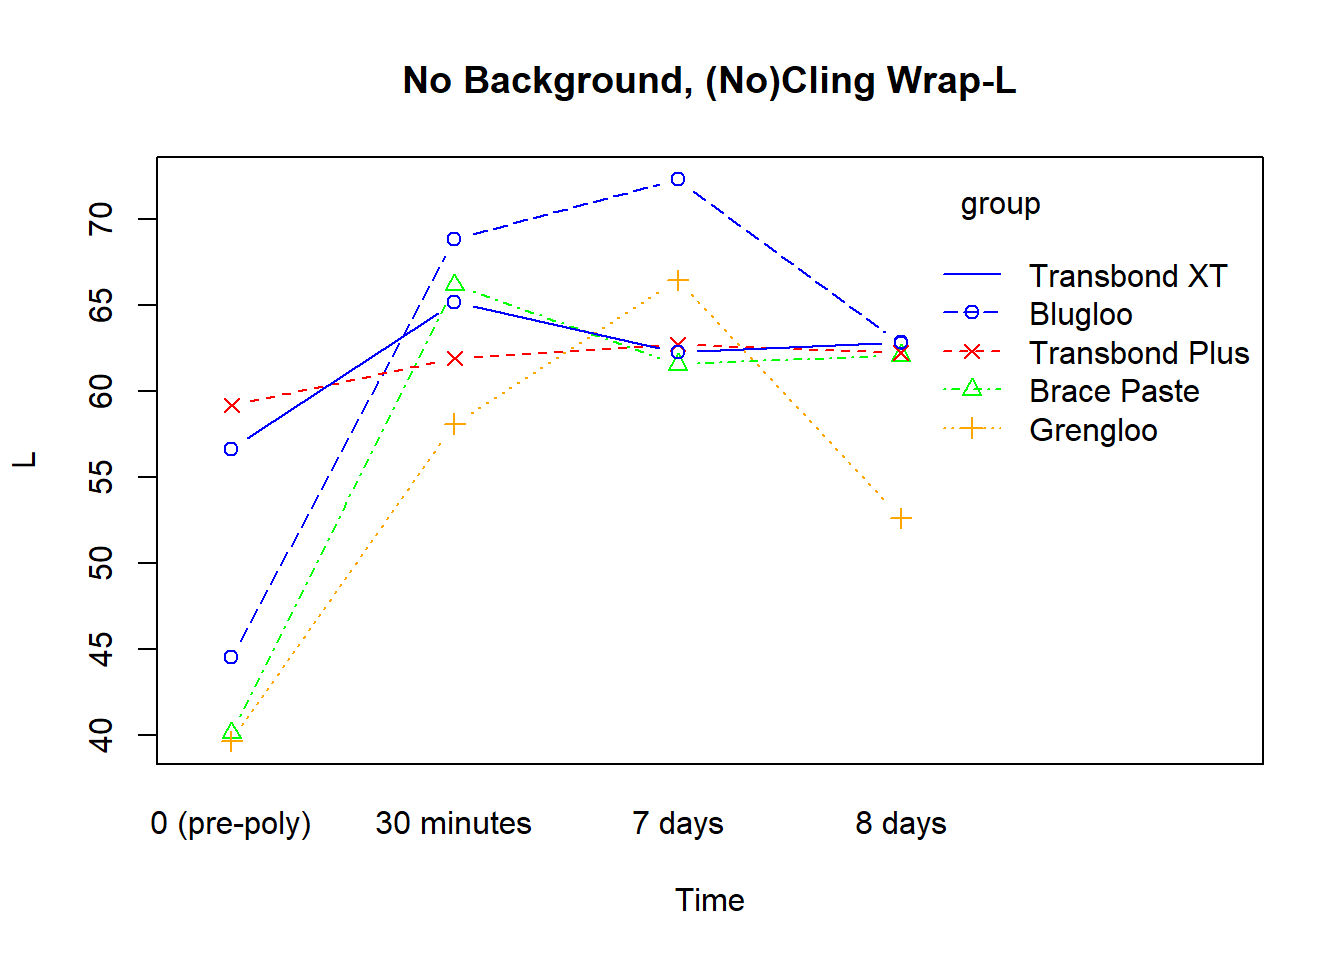 No Background, (No)Cling Wrap-L
group
Transbond XT
Blugloo
Transbond Plus
Brace Paste
Grengloo
70
65
60
55
50
45
40
L
0 (pre-poly) 30 minutes 7 days 8 days
Time